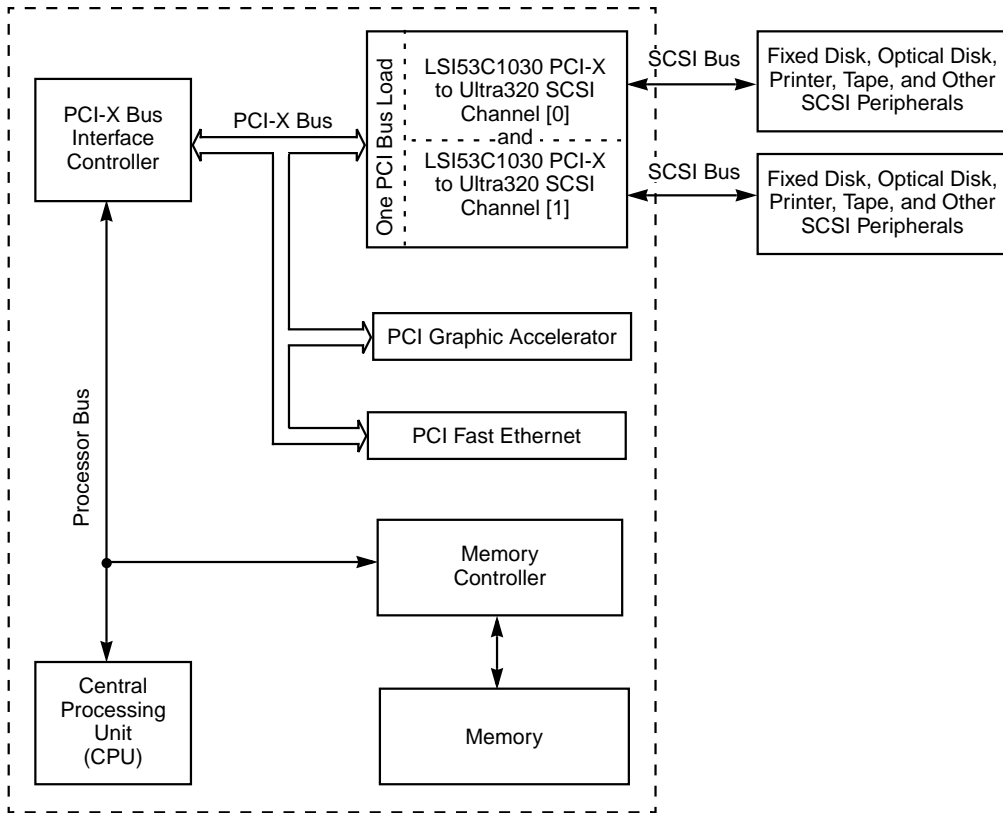 PCI-X Bus
Interface
Controller
PCI-X Bus
One PCI Bus Load
LSI53C1030 PCI-X
to Ultra320 SCSI
Channel [0]
and
LSI53C1030 PCI-X
to Ultra320 SCSI
Channel [1]
SCSI Bus
Fixed Disk, Optical Disk,
Printer, Tape, and Other
SCSI Peripherals
SCSI Bus
Fixed Disk, Optical Disk,
Printer, Tape, and Other
SCSI Peripherals
PCI Graphic Accelerator
PCI Fast Ethernet
Processor Bus
Memory
Controller
Central
Processing
Unit
(CPU)
Memory